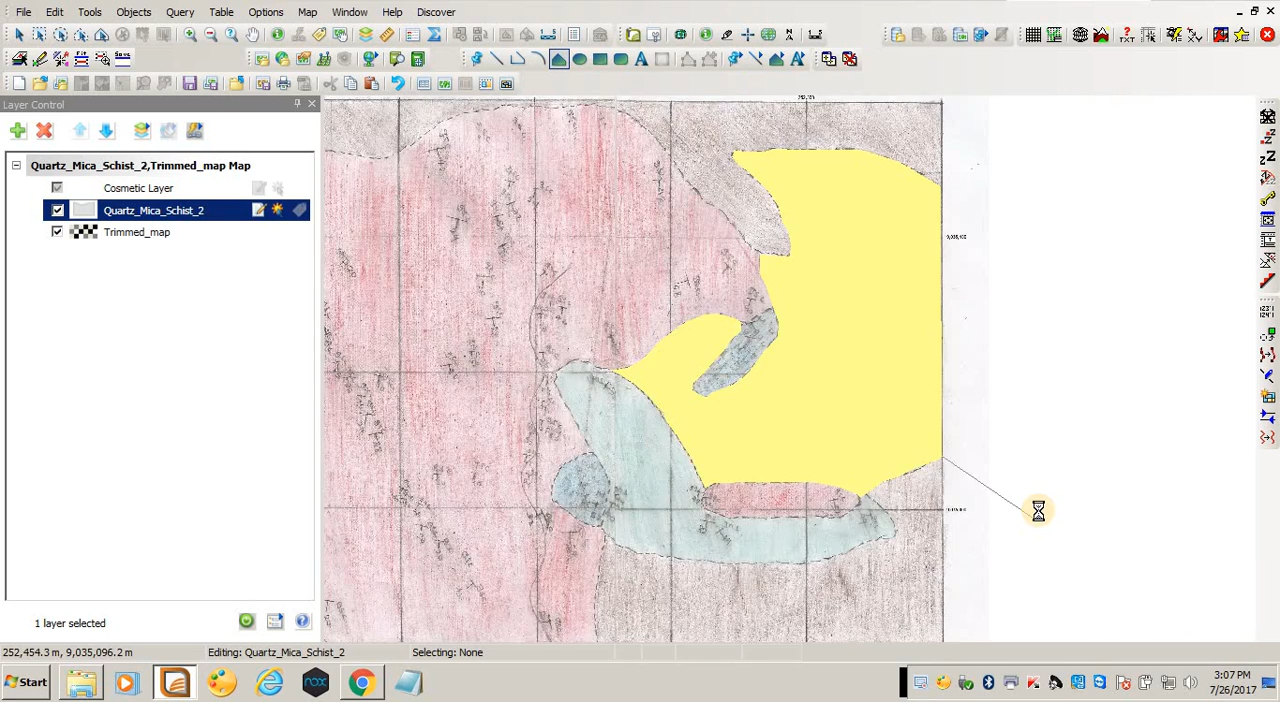 File Edit Tools Objects Query Table Options Map Window Help Discover
Layer Control
Quartz_Mica_Schist_2,Trimmed_map Map
Cosmetic Layer
Quartz_Mica_Schist_2
Trimmed_map
1 layer selected
252,454.3 m, 9,035,096.2 m Editing: Quartz_Mica_Schist_2 Selecting: None
Start
3:07 PM
7/26/2017